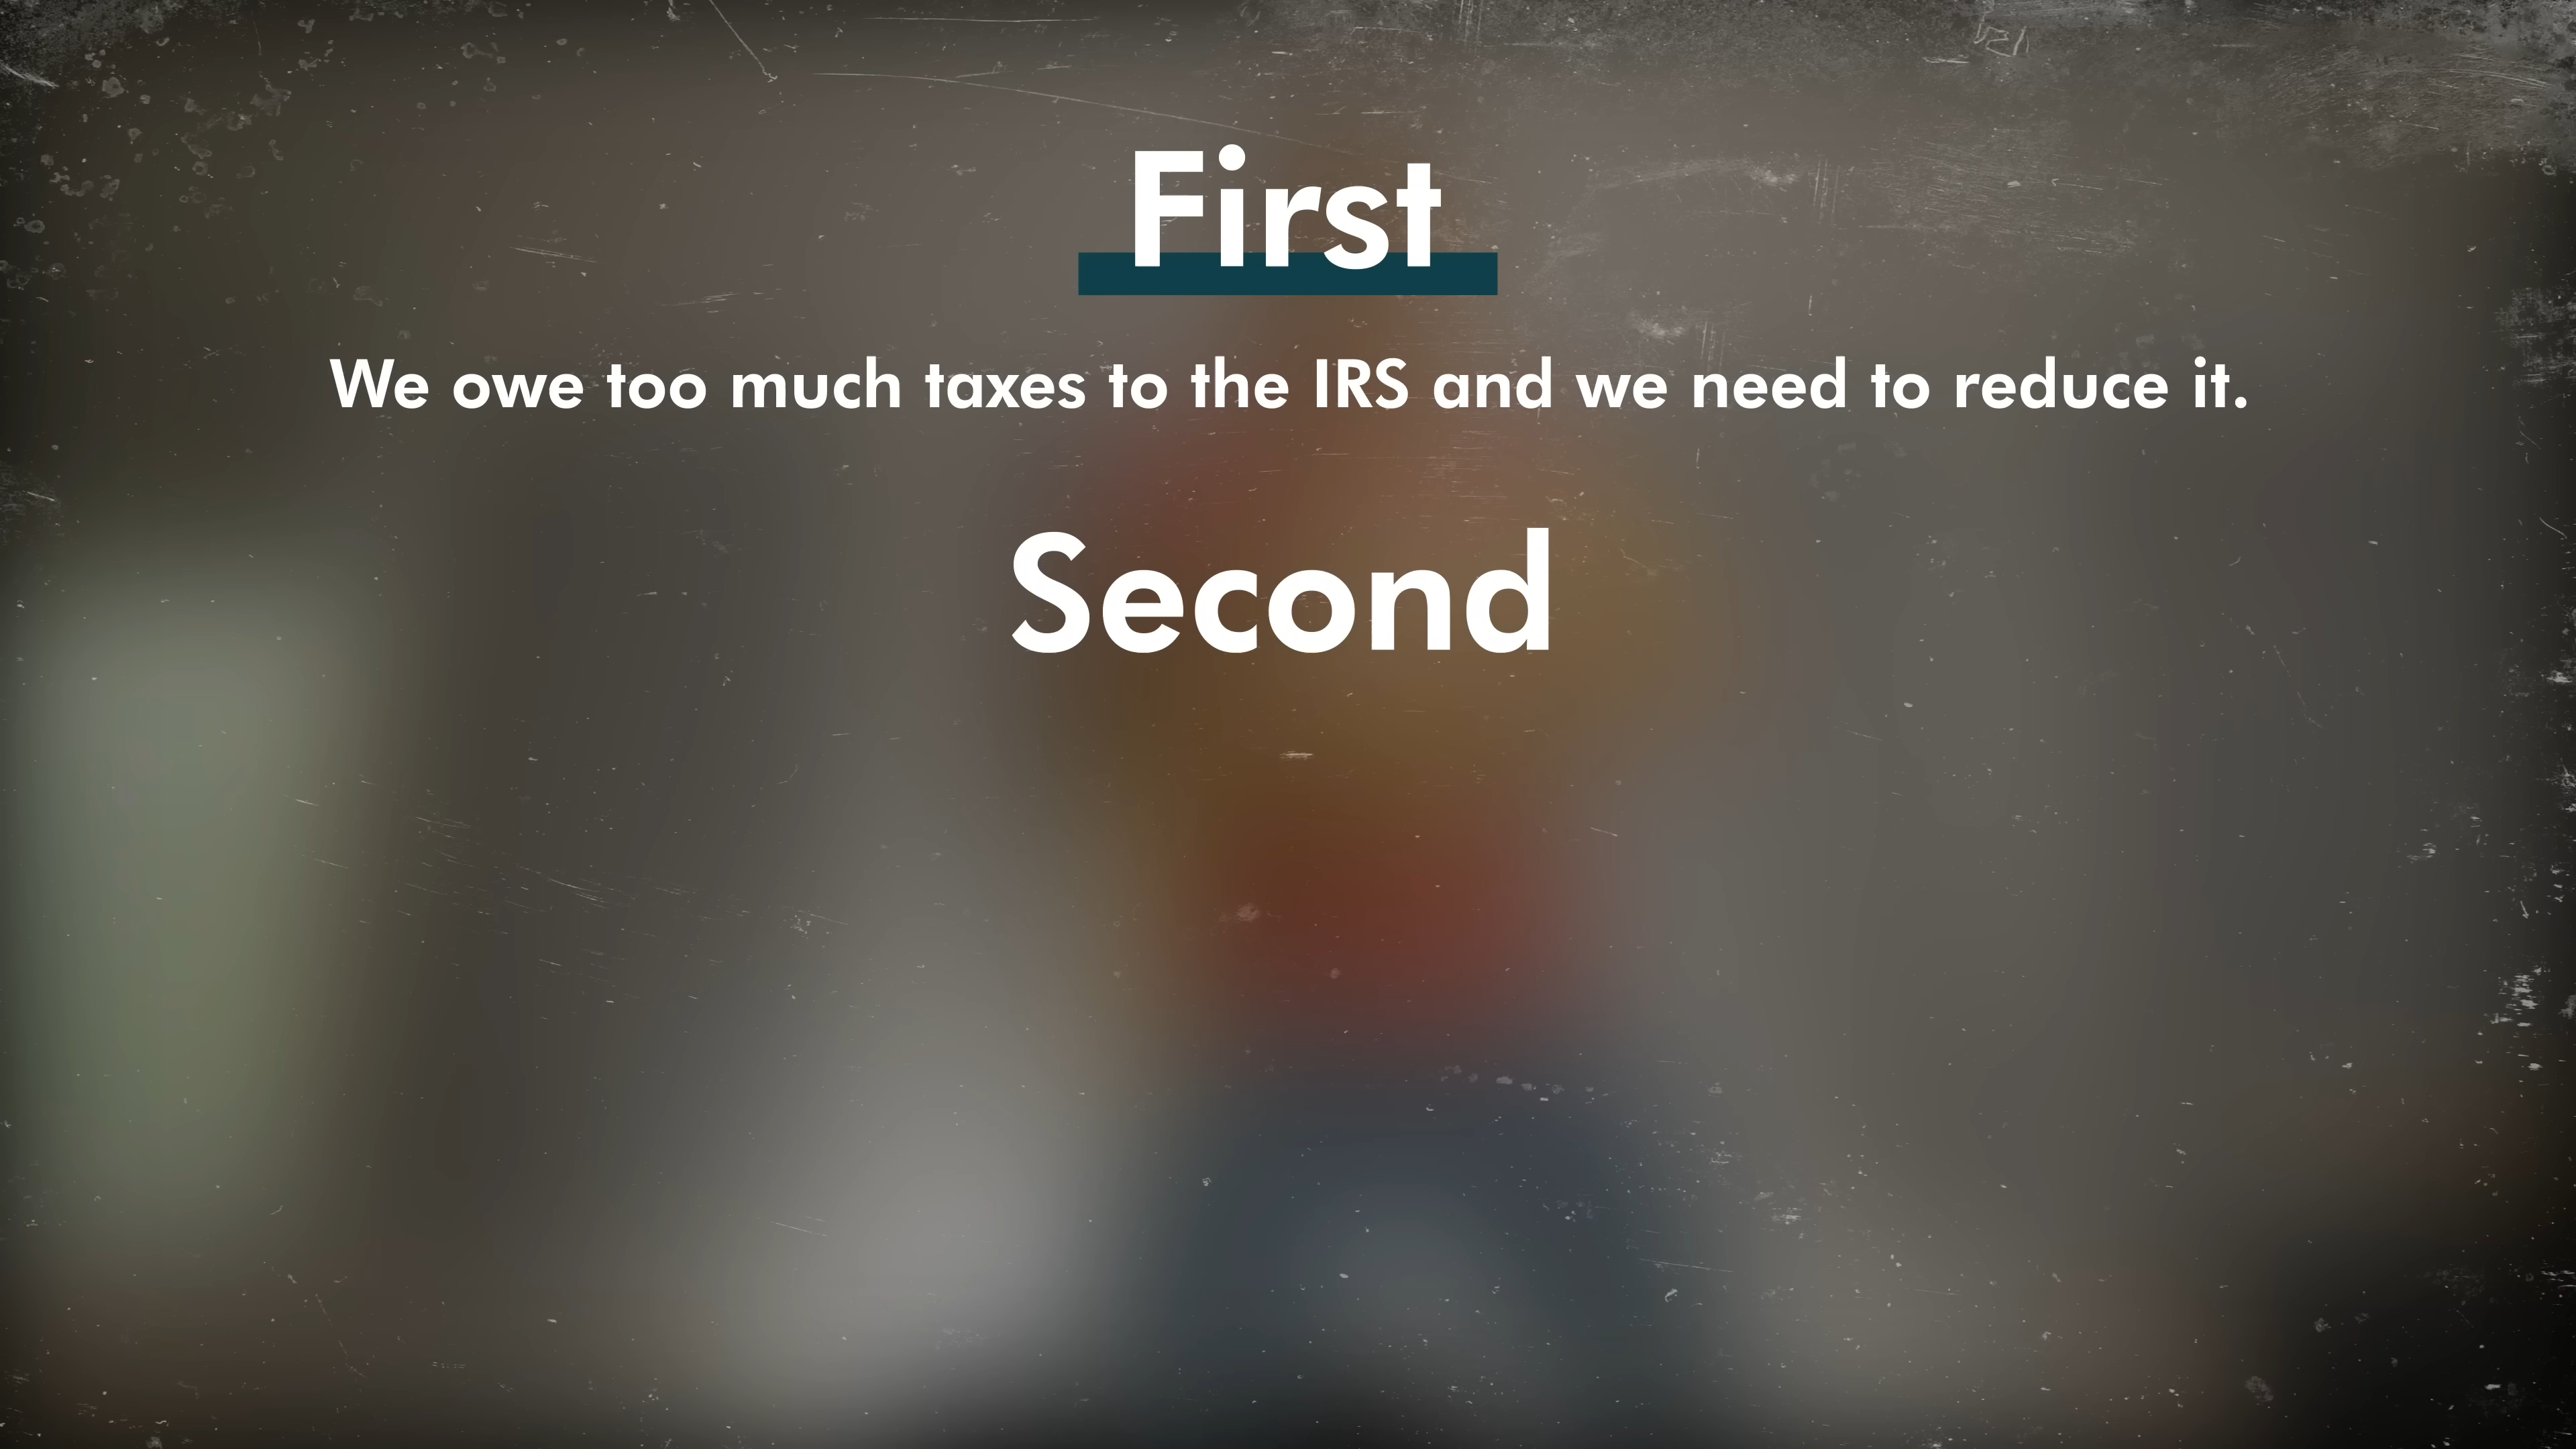 First
We owe too much taxes to the IRS and we need to reduce it.
Second